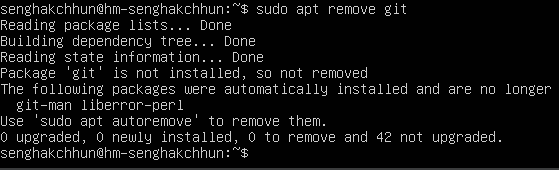 senghakchhun@hm-senghakchhun:~$ sudo apt remove git
Reading package lists... Done
Building dependency tree... Done
Reading state information... Done
Package 'git' is not installed, so not removed
The following packages were automatically installed and are no longer
  git-man liberror-perl
Use 'sudo apt autoremove' to remove them.
0 upgraded, 0 newly installed, 0 to remove and 42 not upgraded.
senghakchhun@hm-senghakchhun:~$